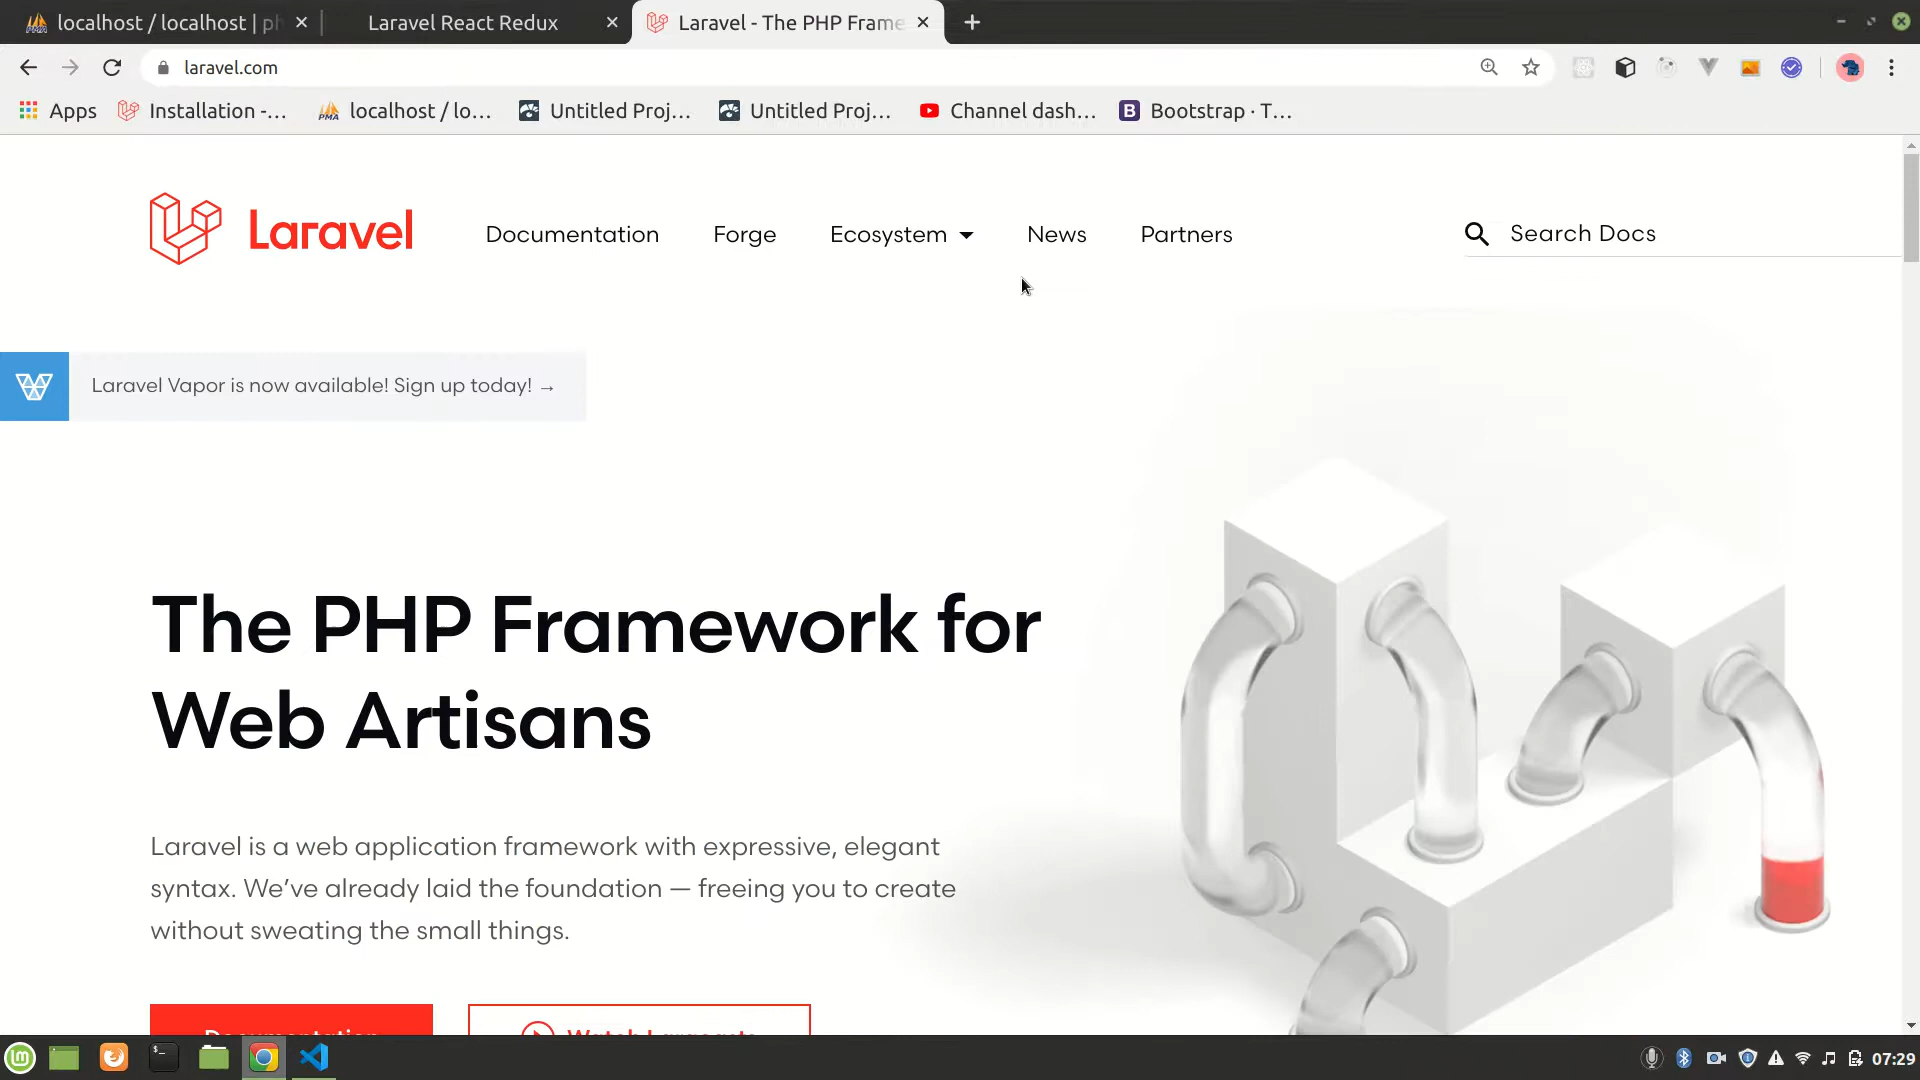 localhost / localhost | ph
Laravel React Redux
Laravel - The PHP Frame
laravel.com
Apps
Installation -...
localhost / lo...
Untitled Proj...
Untitled Proj...
Channel dash...
Bootstrap · T...
Laravel
Documentation
Forge
Ecosystem
News
Partners
Search Docs
Laravel Vapor is now available! Sign up today! →
The PHP Framework for
Web Artisans
Laravel is a web application framework with expressive, elegant
syntax. We’ve already laid the foundation — freeing you to create
without sweating the small things.
Documentation
Watch Laracasts
07:29